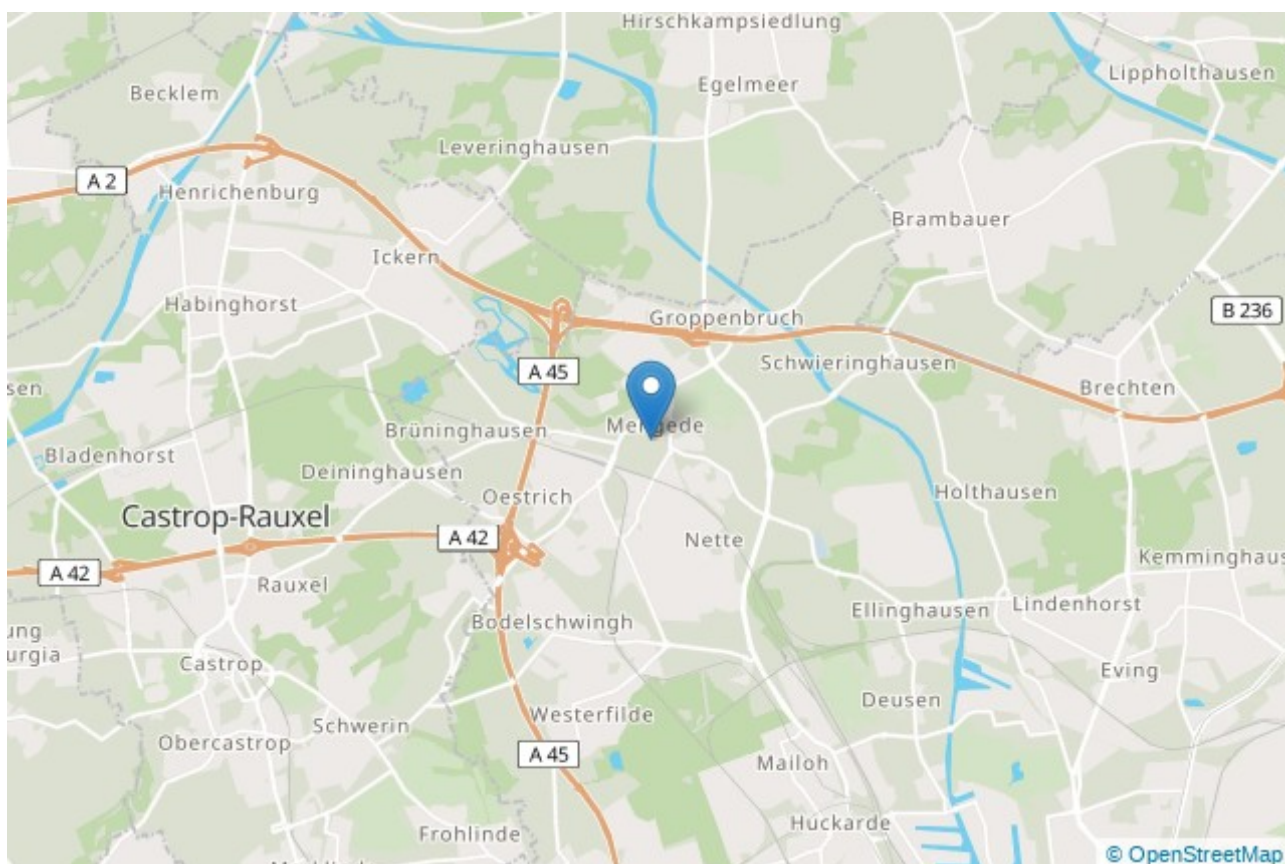 Hirschkampsiedlung
Egelmeer
Lippholthausen
Becklem
Leveringhausen
A 2
Henrichenburg
Brambauer
Ickern
Habinghorst
Groppenbruch
B 236
Schwieringhausen
A 45
sen
Brechten
Mengede
Brüninghausen
Bladenhorst
Deininghausen
Oestrich
Holthausen
Castrop-Rauxel
A 42
Nette
Kemminghaus
A 42
Rauxel
Ellinghausen
Lindenhorst
Bodelschwingh
ung
urgia
Castrop
Eving
Deusen
Westerfilde
Schwerin
Obercastrop
A 45
Mailoh
Huckarde
Frohlinde
© OpenStreetMap